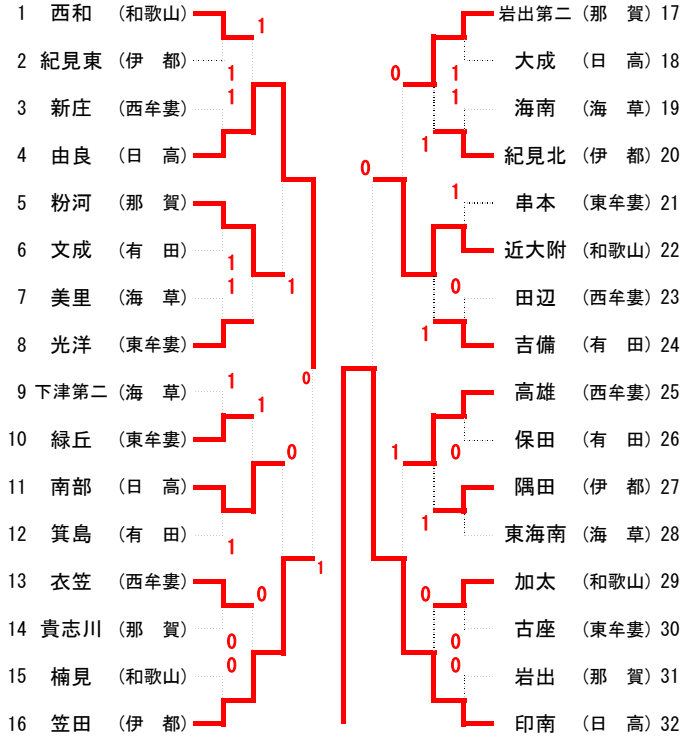 1 西和 (和歌山)
2 紀見東 (伊 都)
3 新庄 (西牟婁)
4 由良 (日 高)
5 粉河 (那 賀)
6 文成 (有 田)
7 美里 (海 草)
8 光洋 (東牟婁)
9 下津第二 (海 草)
10 緑丘 (東牟婁)
11 南部 (日 高)
12 箕島 (有 田)
13 衣笠 (西牟婁)
14 貴志川 (那 賀)
15 楠見 (和歌山)
16 笠田 (伊 都)
1
1
1
1
1
1
1
1
0
1
0
0
0
0
1
0
0
1
1
1
1
0
1
0
1
1
0
0
0
岩出第二 (那 賀) 17
大成 (日 高) 18
海南 (海 草) 19
紀見北 (伊 都) 20
串本 (東牟婁) 21
近大附 (和歌山) 22
田辺 (西牟婁) 23
吉備 (有 田) 24
高雄 (西牟婁) 25
保田 (有 田) 26
隅田 (伊 都) 27
東海南 (海 草) 28
加太 (和歌山) 29
古座 (東牟婁) 30
岩出 (那 賀) 31
印南 (日 高) 32